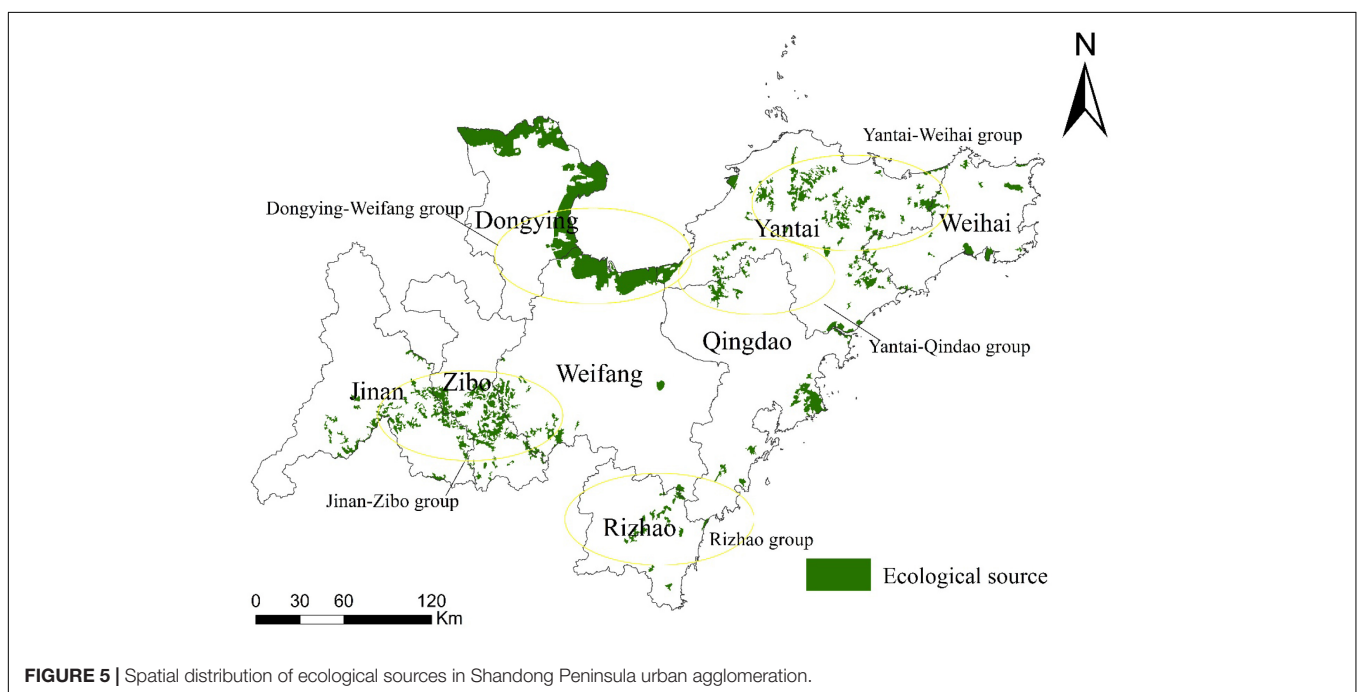 N
Yantai-Weihai group
Dongying-Weifang group
Dongying
Yantai
Weihai
Qingdao
Yantai-Qindao group
Weifang
Zibo
Jinan
Jinan-Zibo group
Rizhao
Rizhao group
Ecological source
0 30 60 120
Km
FIGURE 5 | Spatial distribution of ecological sources in Shandong Peninsula urban agglomeration.